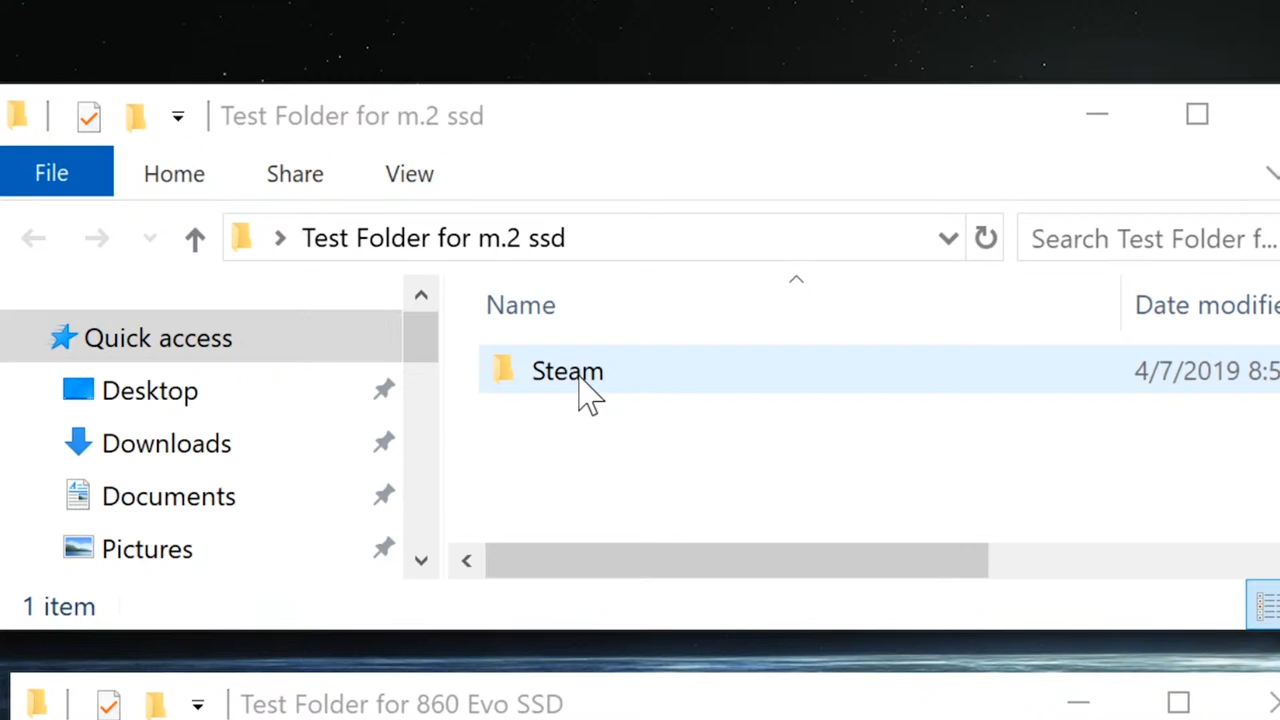 Test Folder for m.2 ssd
File Home Share View
Test Folder for m.2 ssd Search Test Folder f...
Name Date modifie
Quick access
Steam 4/7/2019 8:5
Desktop
Downloads
Documents
Pictures
1 item
Test Folder for 860 Evo SSD